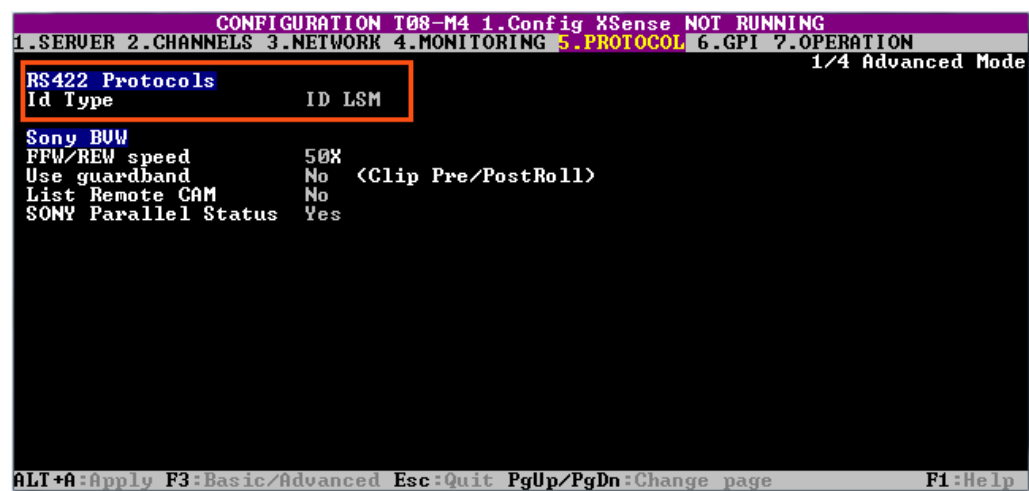 CONFIGURATION T08-M4 1.Config XSense NOT RUNNING
1.SERVER 2.CHANNELS 3.NETWORK 4.MONITORING 5.PROTOCOL 6.GPI 7.OPERATION
1/4 Advanced Mode
RS422 Protocols
Id Type ID LSM
Sony BVW
FFW/REW speed 50X
Use guardband No (Clip Pre/PostRoll)
List Remote CAM No
SONY Parallel Status Yes
ALT+A:Apply F3:Basic/Advanced Esc:Quit PgUp/PgDn:Change page F1:Help